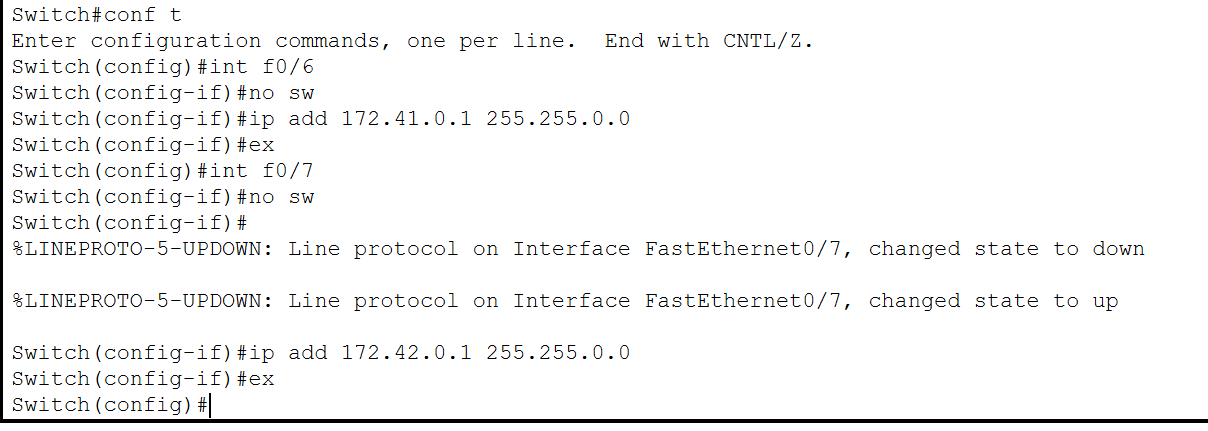 Switch#conf t
Enter configuration commands, one per line.  End with CNTL/Z.
Switch(config)#int f0/6
Switch(config-if)#no sw
Switch(config-if)#ip add 172.41.0.1 255.255.0.0
Switch(config-if)#ex
Switch(config)#int f0/7
Switch(config-if)#no sw
Switch(config-if)#
%LINEPROTO-5-UPDOWN: Line protocol on Interface FastEthernet0/7, changed state to down
%LINEPROTO-5-UPDOWN: Line protocol on Interface FastEthernet0/7, changed state to up
Switch(config-if)#ip add 172.42.0.1 255.255.0.0
Switch(config-if)#ex
Switch(config)#